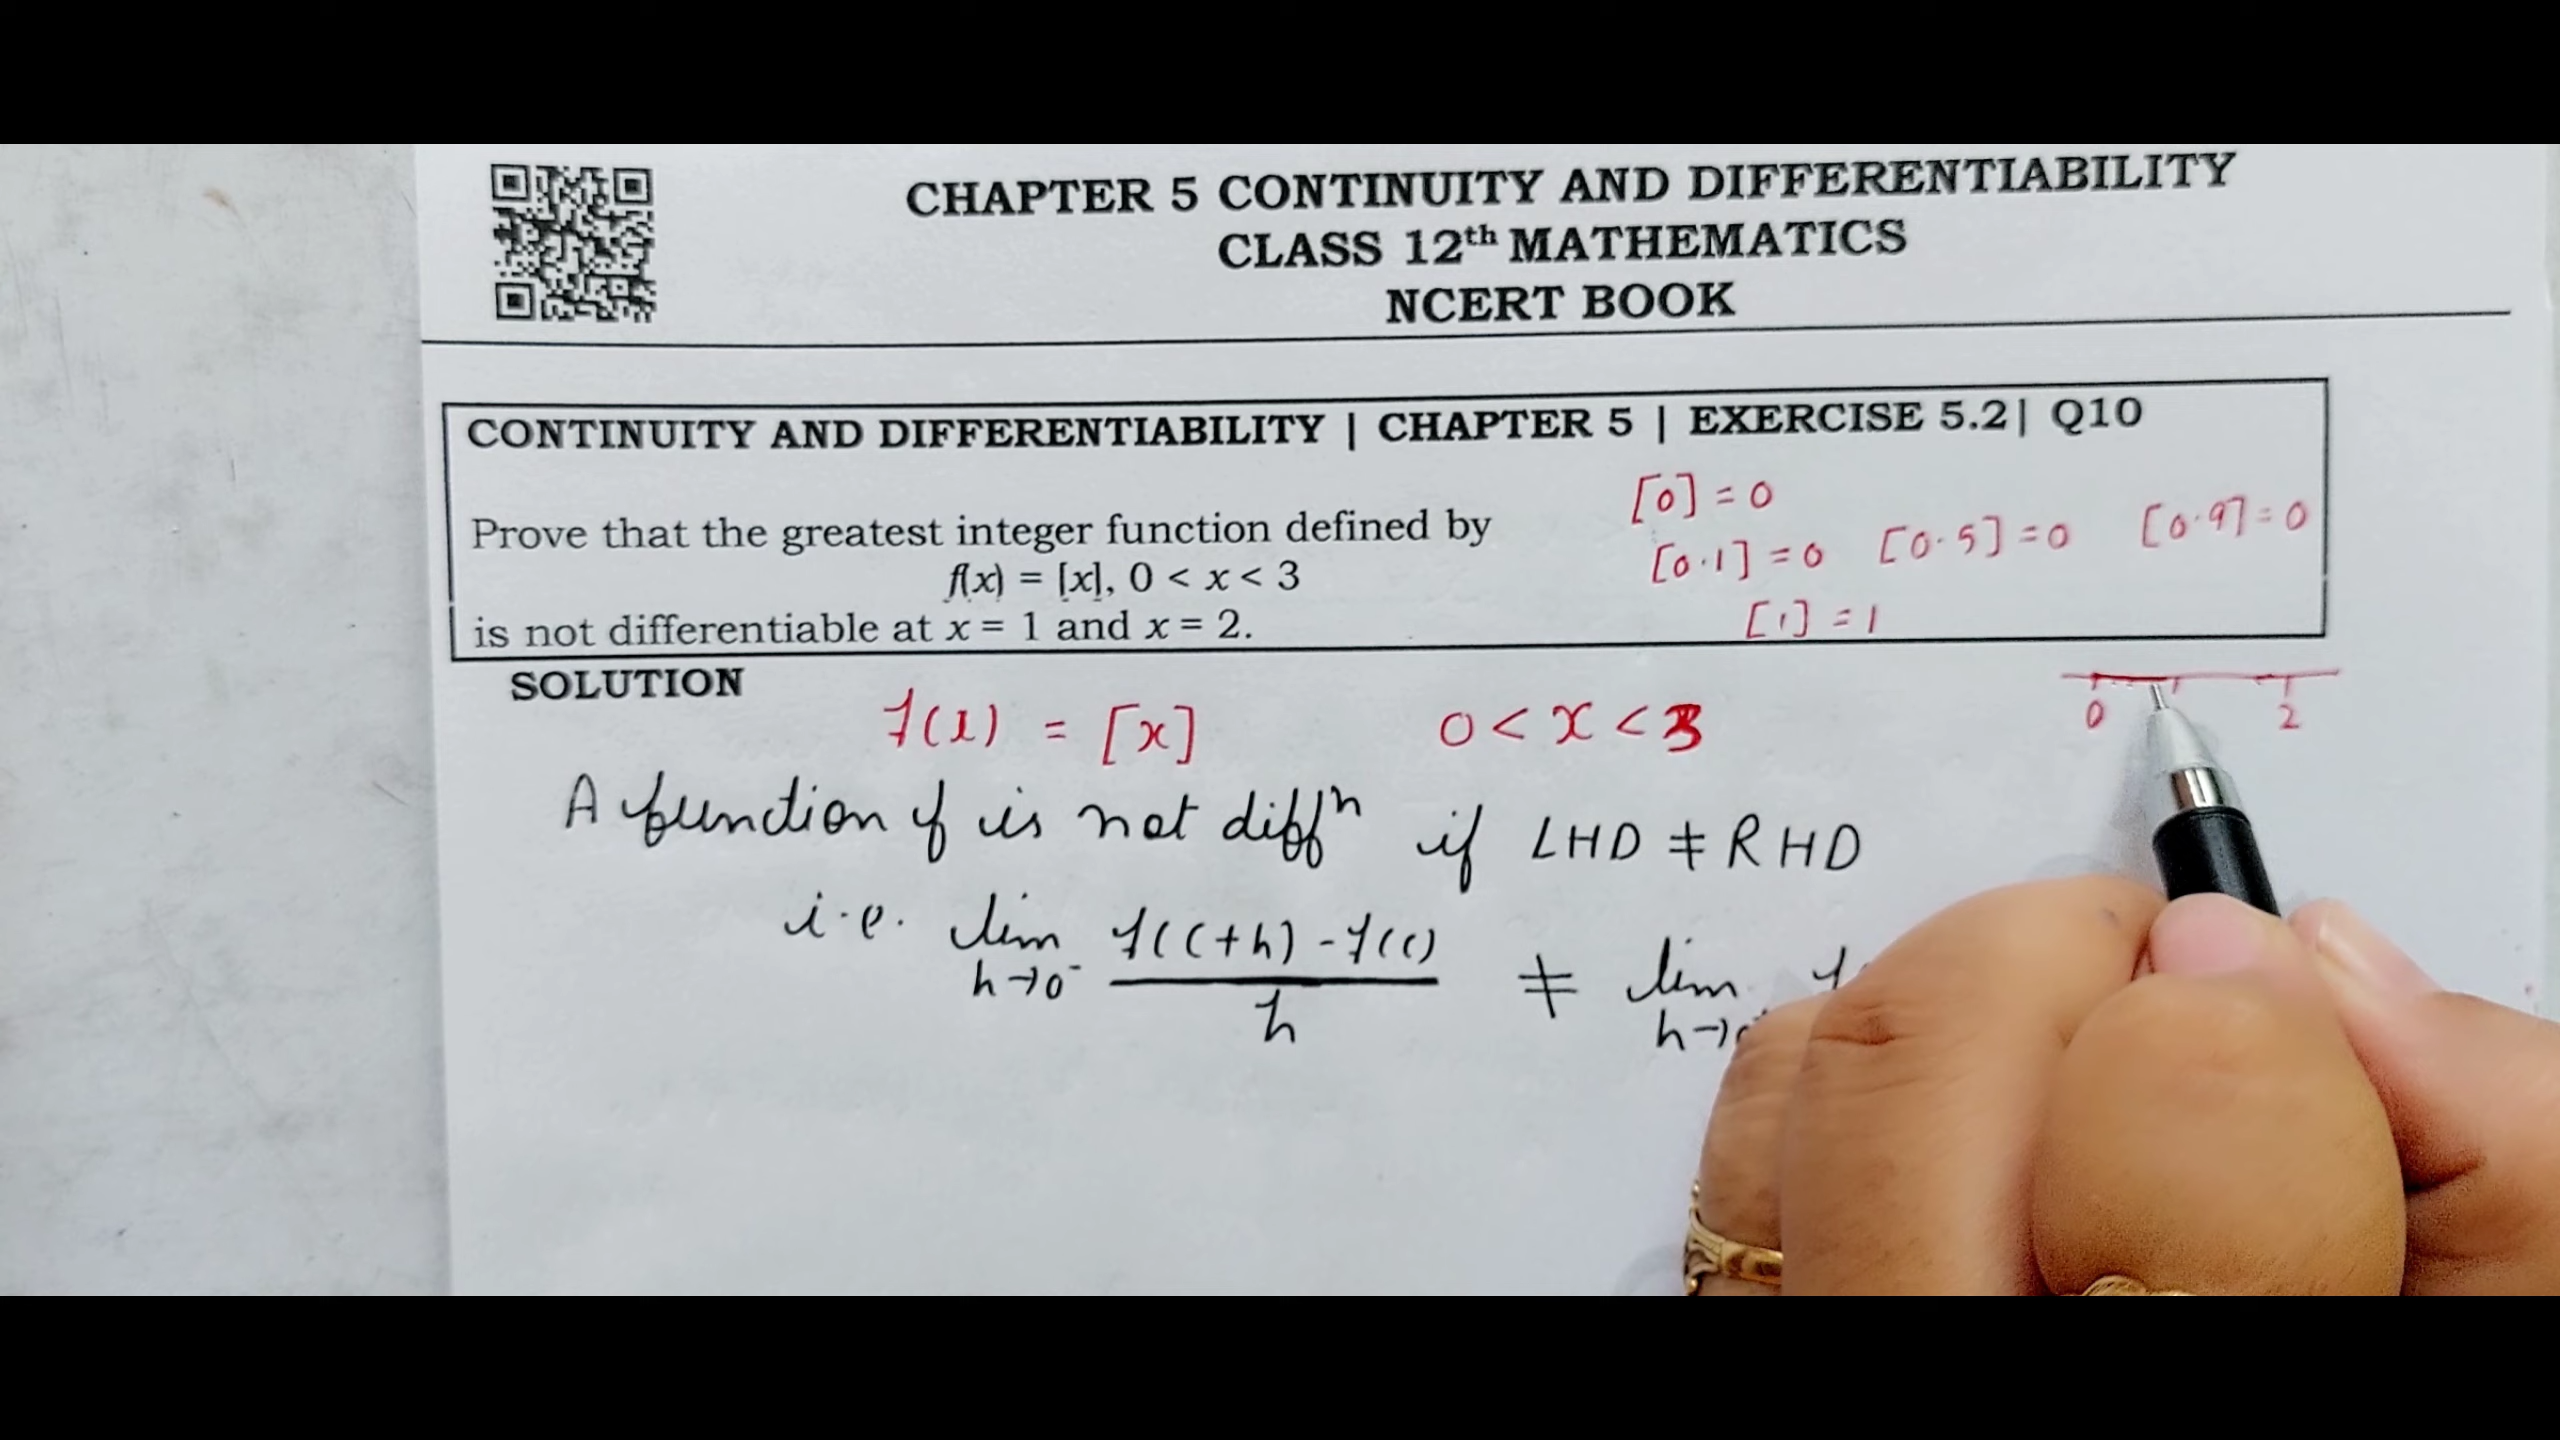 CHAPTER 5 CONTINUITY AND DIFFERENTIABILITY
CLASS 12th MATHEMATICS
NCERT BOOK
CONTINUITY AND DIFFERENTIABILITY | CHAPTER 5 | EXERCISE 5.2| Q10
[0] = 0
Prove that the greatest integer function defined by
[0.1] = 0 [0.5] = 0 [0.9] = 0
f(x) = [x], 0 < x < 3
is not differentiable at x = 1 and x = 2.
[1] = 1
SOLUTION
f(x) = [x] 0 < x < 3
0 2
A function f is not diffn if LHD ≠ RHD
i.e. lim h→0- f(c+h) - f(c) / h ≠ lim h→